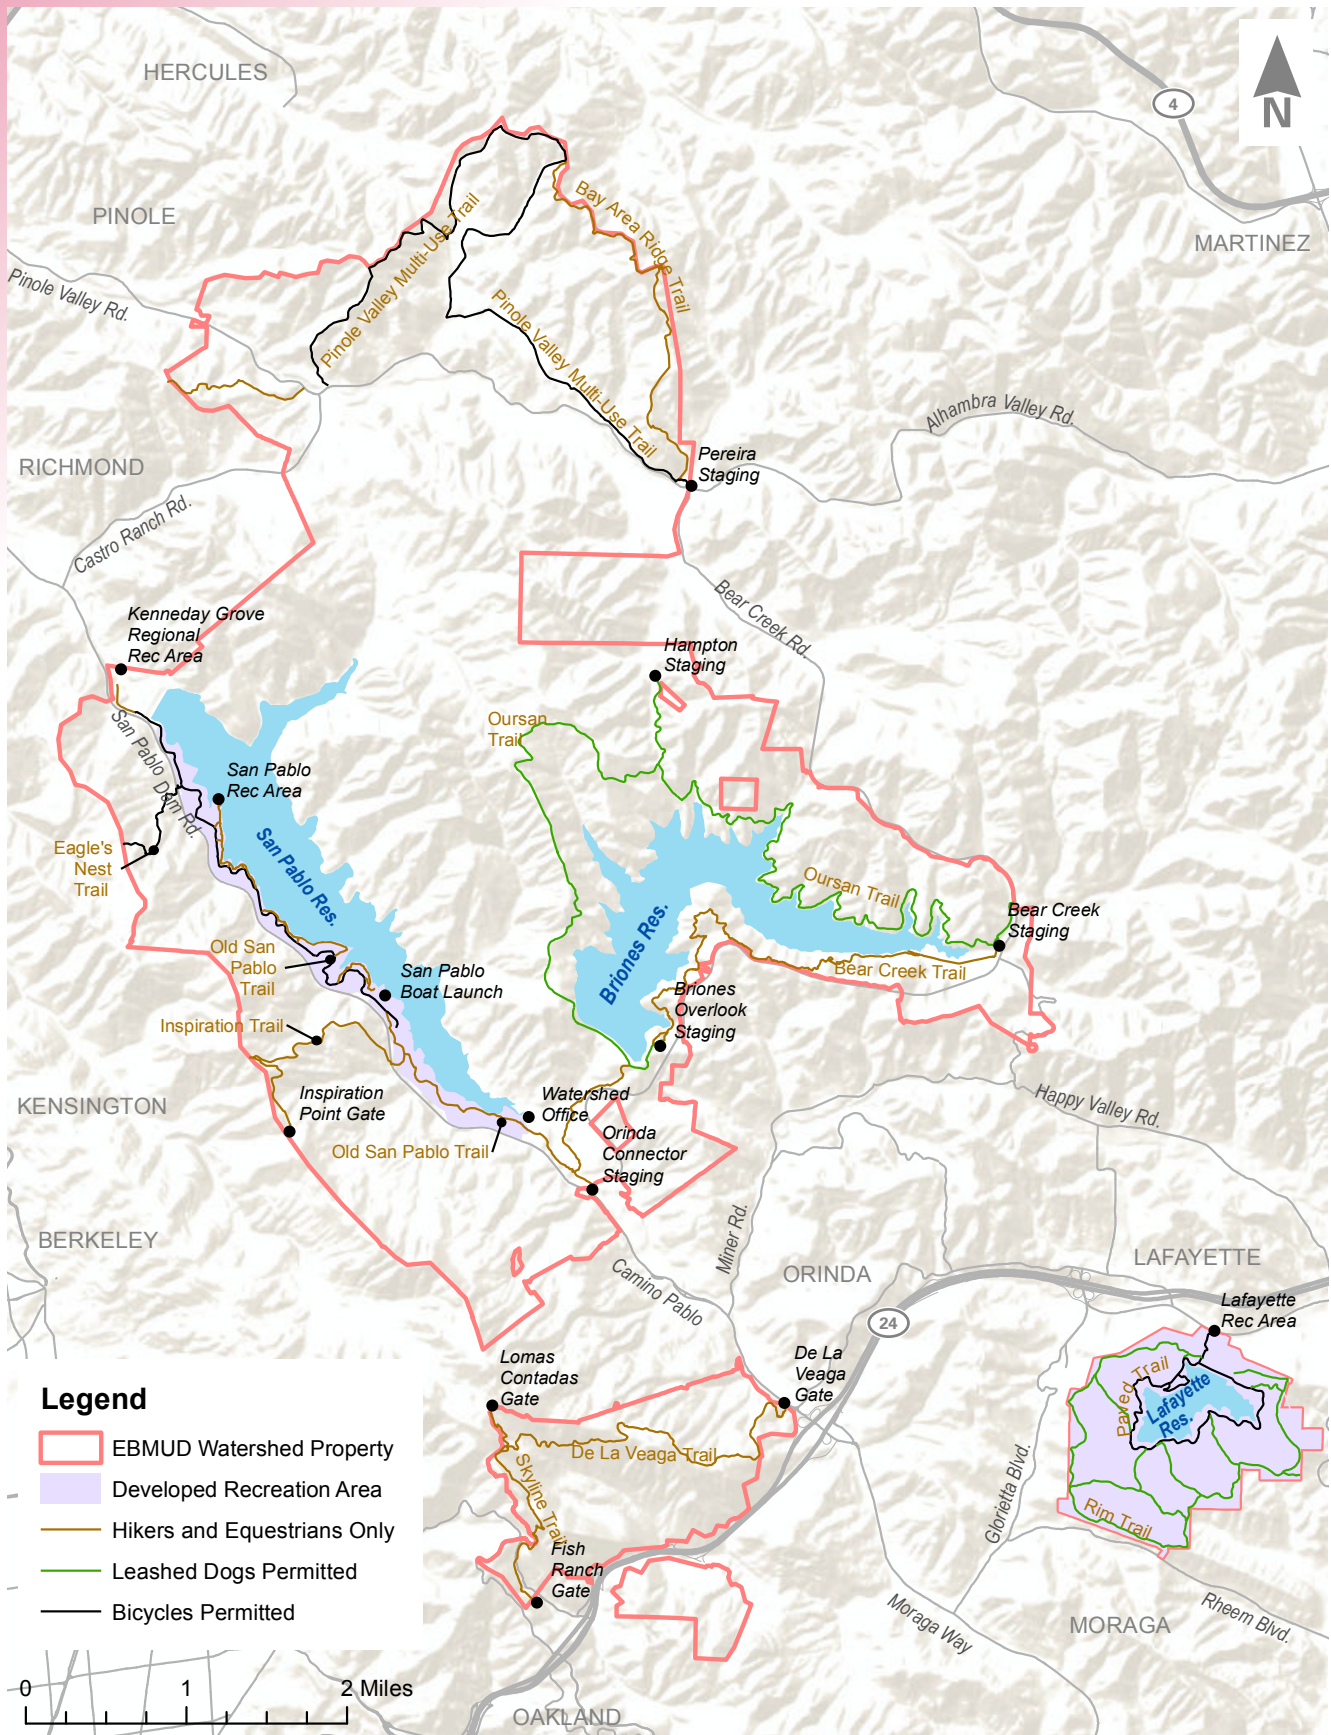 HERCULES
4
N
PINOLE
MARTINEZ
Bay Area Ridge Trail
Pinole Valley Multi-Use Trail
Pinole Valley Rd.
Pinole Valley Multi-Use Trail
Alhambra Valley Rd.
RICHMOND
Pereira
Staging
Castro Ranch Rd.
Bear Creek Rd.
Kenneday Grove
Regional
Rec Area
Hampton
Staging
San Pablo Dam Rd.
Oursan
Trail
San Pablo
Rec Area
San Pablo Res.
Eagle's
Nest
Trail
Oursan Trail
Briones Res.
Bear Creek
Staging
Old San
Pablo
Trail
San Pablo
Boat Launch
Bear Creek Trail
Briones
Overlook
Staging
Inspiration Trail
KENSINGTON
Inspiration
Point Gate
Watershed
Office
Happy Valley Rd.
Old San Pablo Trail
Orinda
Connector
Staging
BERKELEY
Miner Rd.
Camino Pablo
ORINDA
LAFAYETTE
24
Lafayette
Rec Area
Lomas
Contadas
Gate
De La
Veaga
Gate
Paved Trail
Lafayette
Res.
De La Veaga Trail
Skyline Trail
Glorietta Blvd.
Rim Trail
Fish
Ranch
Gate
Moraga Way
Rheem Blvd.
MORAGA
OAKLAND
Legend
EBMUD Watershed Property
Developed Recreation Area
Hikers and Equestrians Only
Leashed Dogs Permitted
Bicycles Permitted
0 1 2 Miles